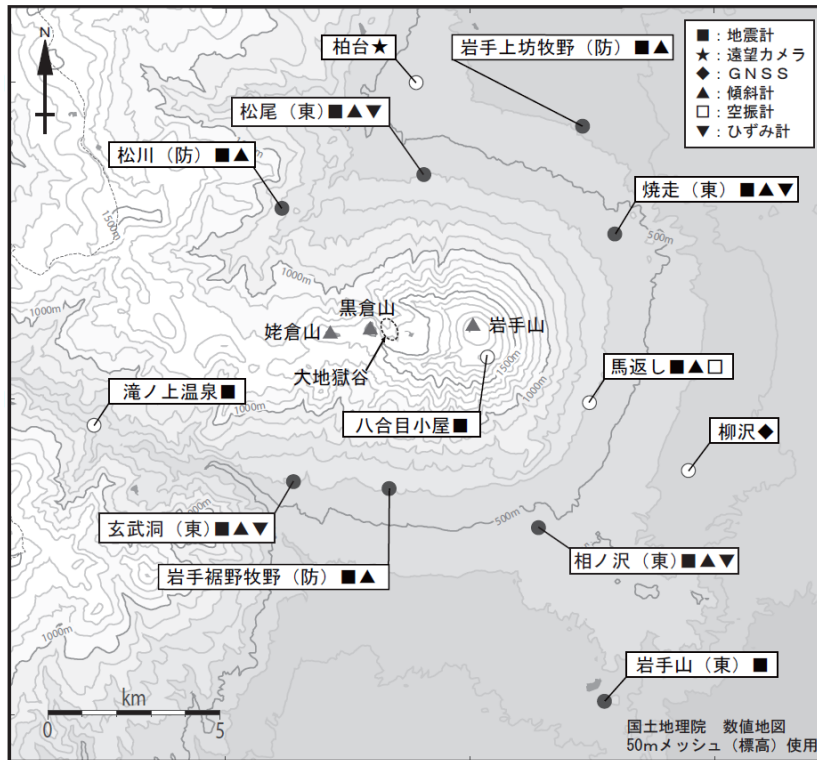 N
■：地震計
★：遠望カメラ
◆：ＧＮＳＳ
▲：傾斜計
□：空振計
▼：ひずみ計
柏台★
岩手上坊牧野（防）■▲
松尾（東）■▲▼
松川（防）■▲
焼走（東）■▲▼
1500m
500m
1000m
1000m
黒倉山
姥倉山
岩手山
大地獄谷
1500m
1000m
馬返し■▲□
滝ノ上温泉■
1000m
八合目小屋■
柳沢◆
玄武洞（東）■▲▼
500m
相ノ沢（東）■▲▼
岩手裾野牧野（防）■▲
1000m
岩手山（東）■
km
0
5
国土地理院　数値地図
50mメッシュ（標高）使用